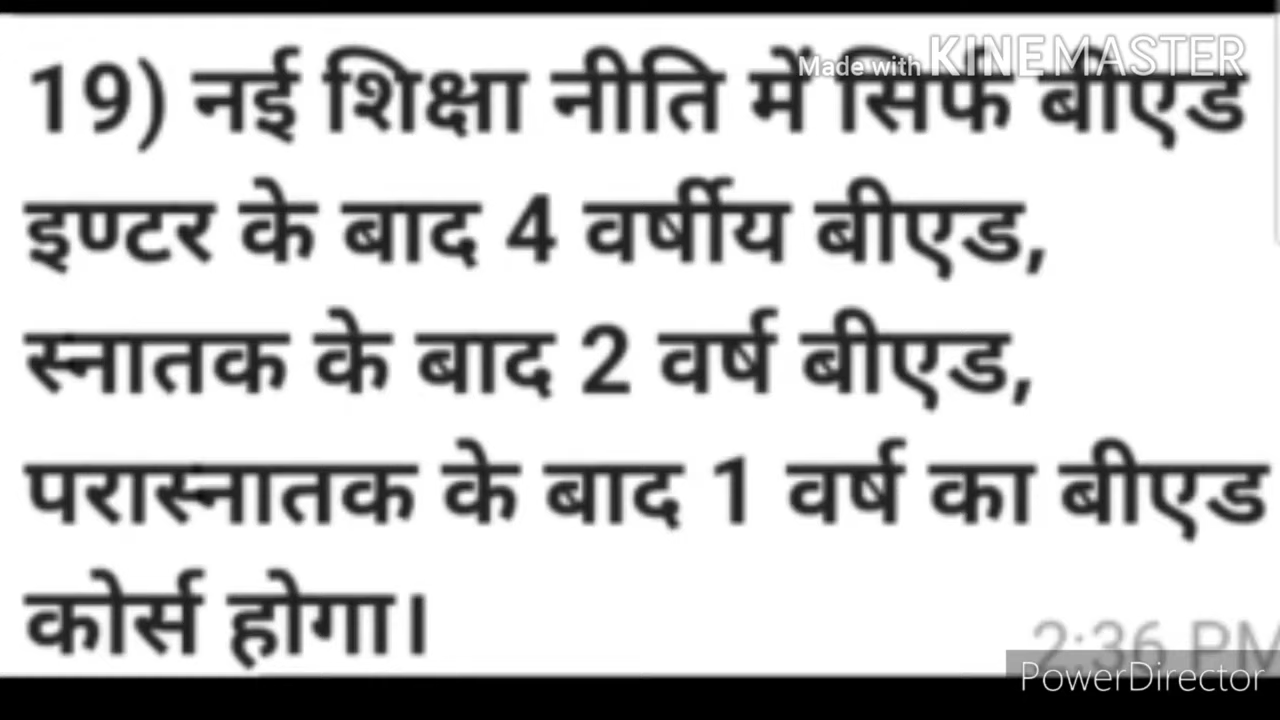 Made with KINEMASTER
19) नई शिक्षा नीति में सिर्फ बीएड
इण्टर के बाद 4 वर्षीय बीएड,
स्नातक के बाद 2 वर्ष बीएड,
परास्नातक के बाद 1 वर्ष का बीएड
कोर्स होगा।
2:36 PM
PowerDirector